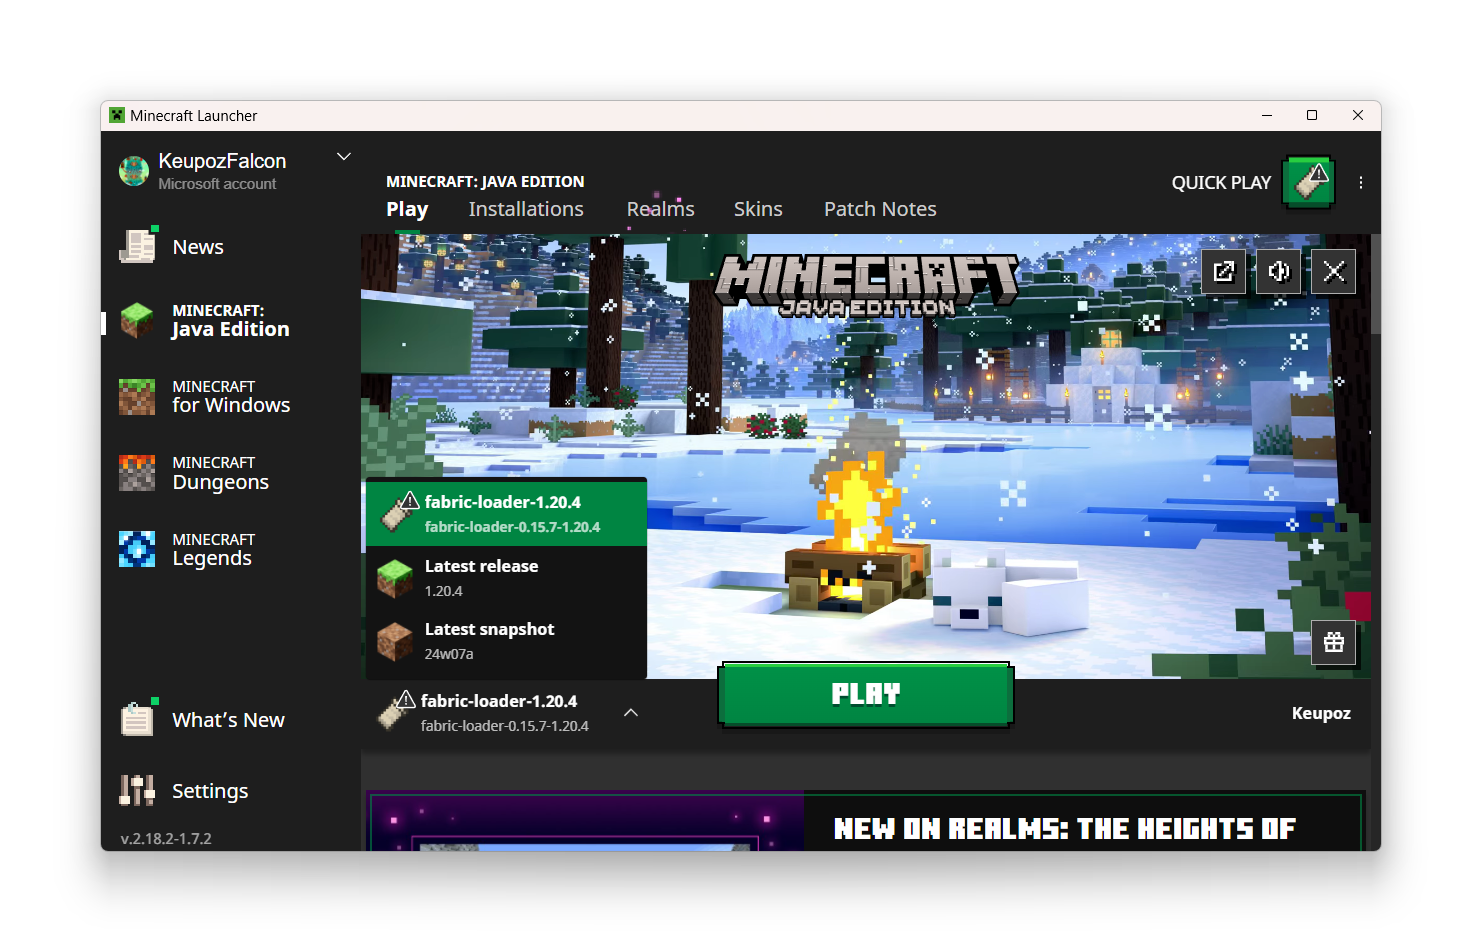 Minecraft Launcher
KeupozFalcon
Microsoft account
News
MINECRAFT:
Java Edition
MINECRAFT
for Windows
MINECRAFT
Dungeons
MINECRAFT
Legends
What's New
Settings
v.2.18.2-1.7.2
MINECRAFT: JAVA EDITION
Play Installations Realms Skins Patch Notes
QUICK PLAY
MINECRAFT
JAVA EDITION
fabric-loader-1.20.4
fabric-loader-0.15.7-1.20.4
Latest release
1.20.4
Latest snapshot
24w07a
fabric-loader-1.20.4
fabric-loader-0.15.7-1.20.4
PLAY
Keupoz
NEW ON REALMS: THE HEIGHTS OF